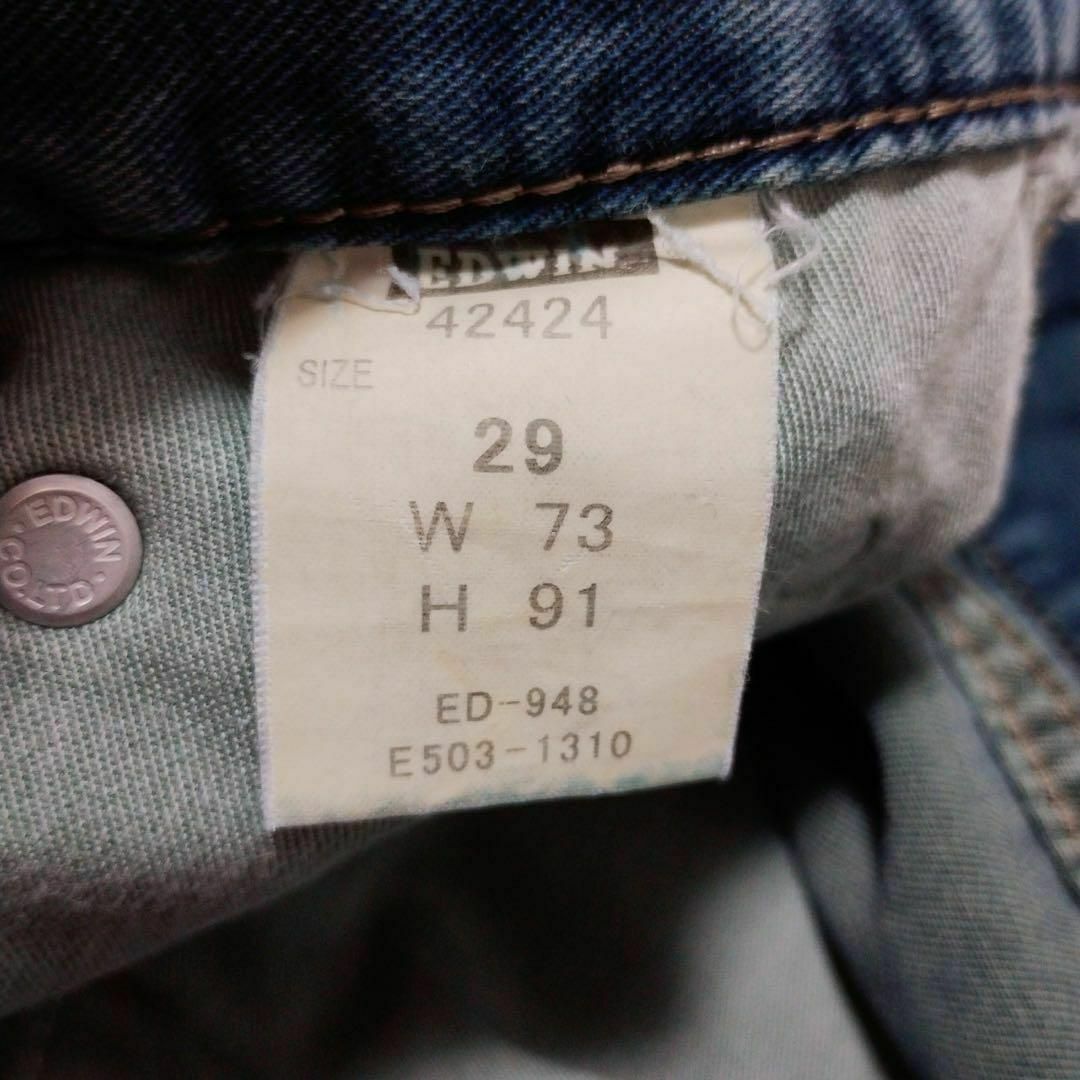 EDWIN
42424
SIZE
29
W 73
H 91
ED-948
E503-1310
·EDWIN·
CO.LTD